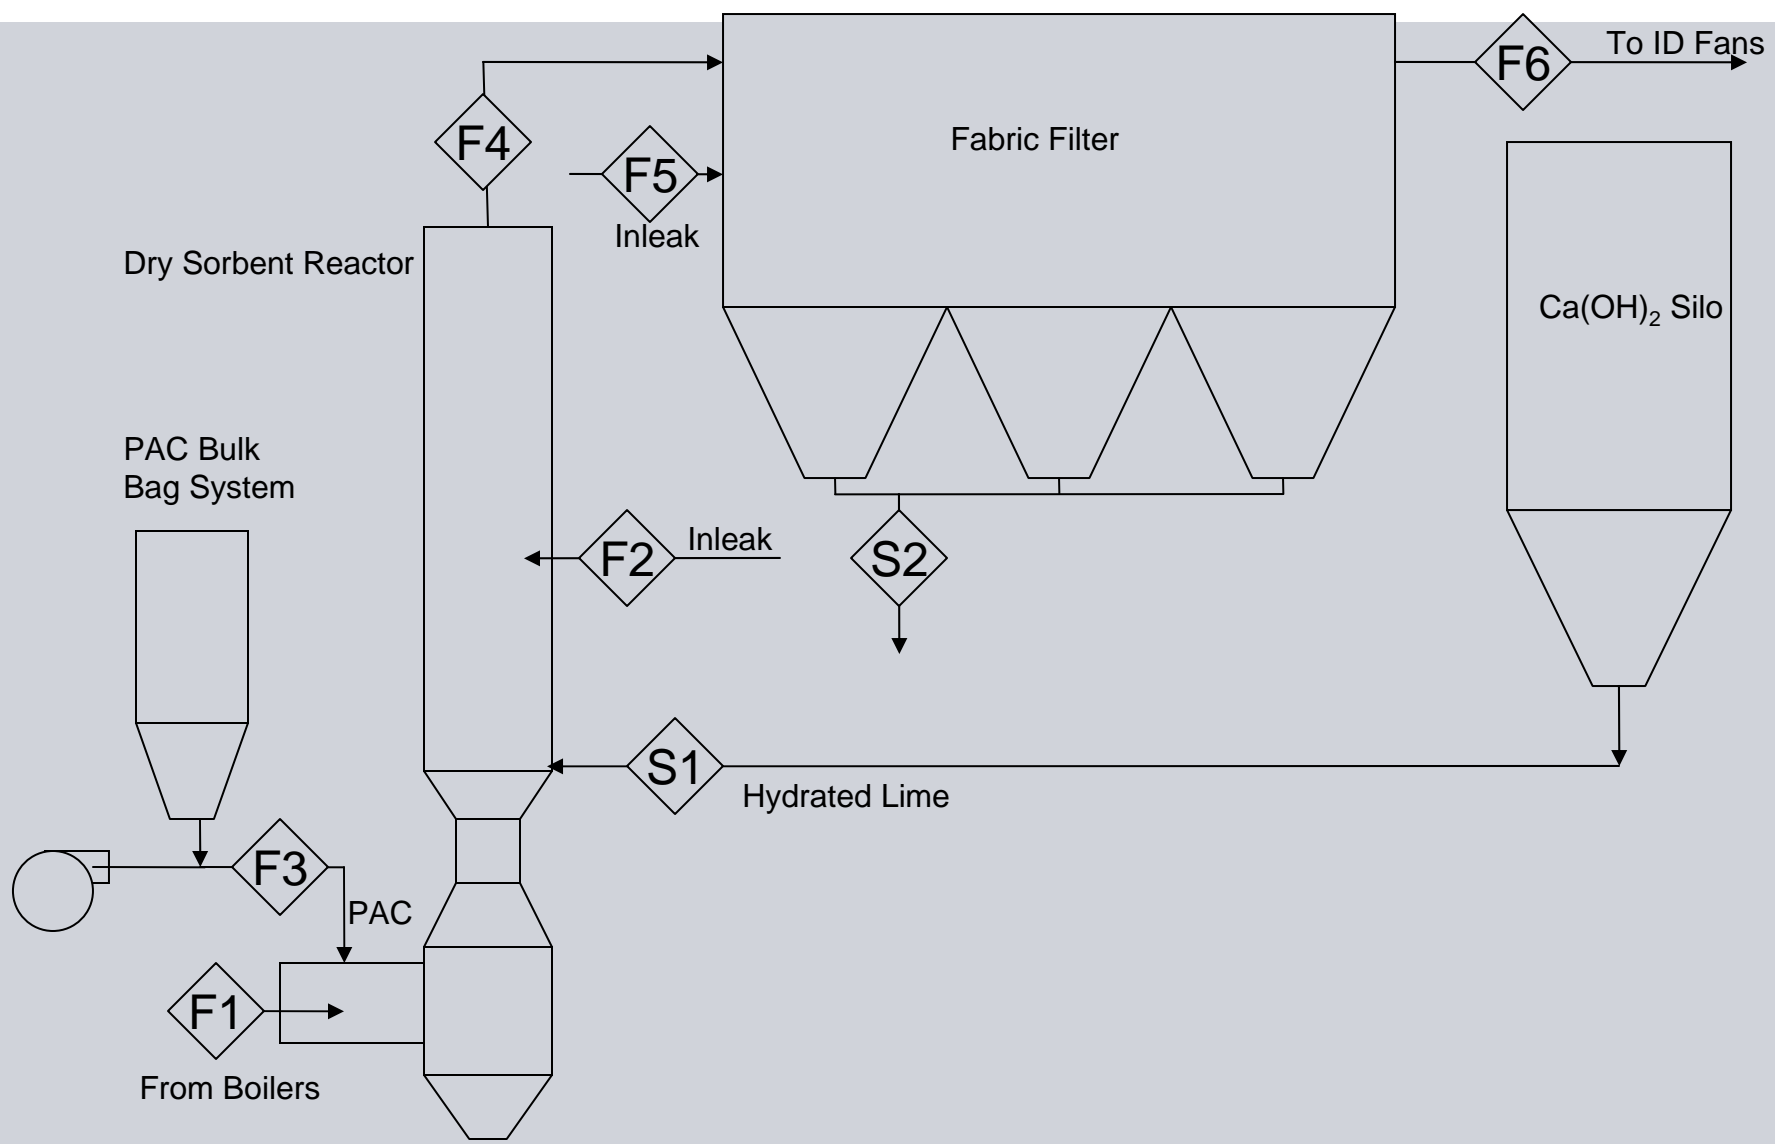 To ID Fans
F6
F4
Fabric Filter
F5
Inleak
Dry Sorbent Reactor
Ca(OH)₂ Silo
PAC Bulk
Bag System
Inleak
F2
S2
S1
Hydrated Lime
F3
PAC
F1
From Boilers